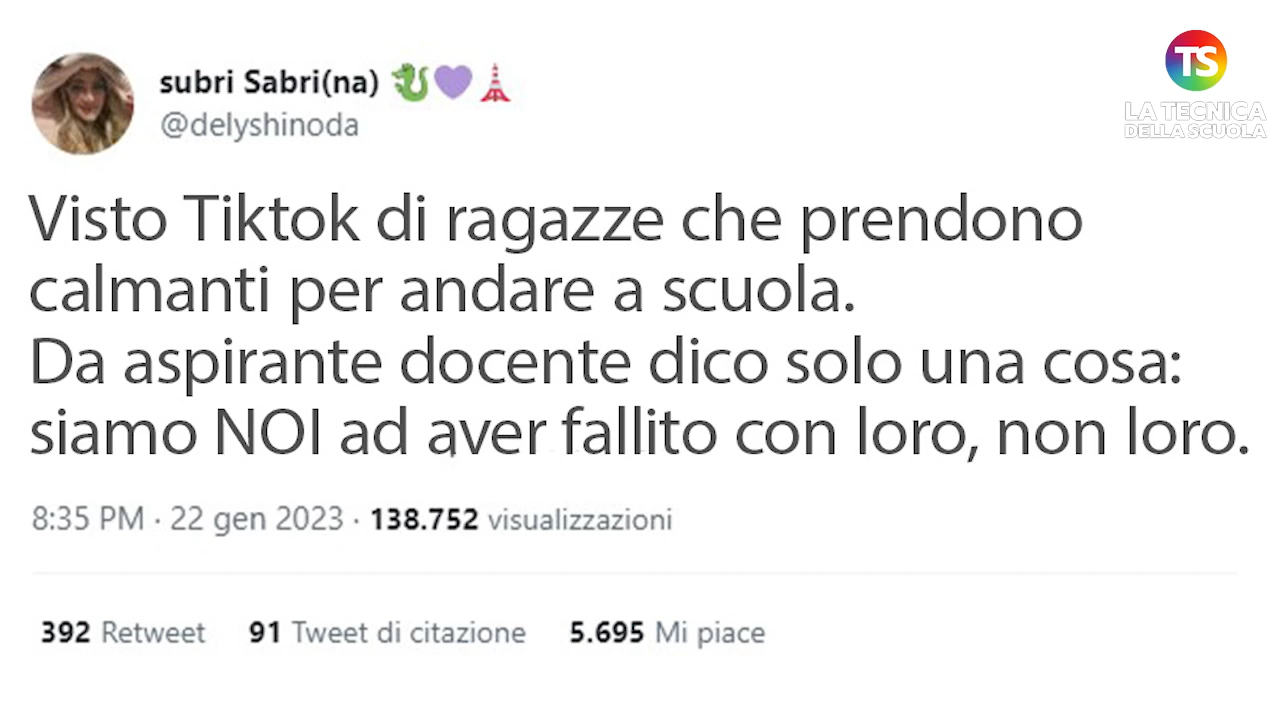 subri Sabri(na) 🐉💜🗼
@delyshinoda
TS
LA TECNICA
DELLA SCUOLA
Visto Tiktok di ragazze che prendono
calmanti per andare a scuola.
Da aspirante docente dico solo una cosa:
siamo NOI ad aver fallito con loro, non loro.
8:35 PM · 22 gen 2023 · 138.752 visualizzazioni
392 Retweet 91 Tweet di citazione 5.695 Mi piace